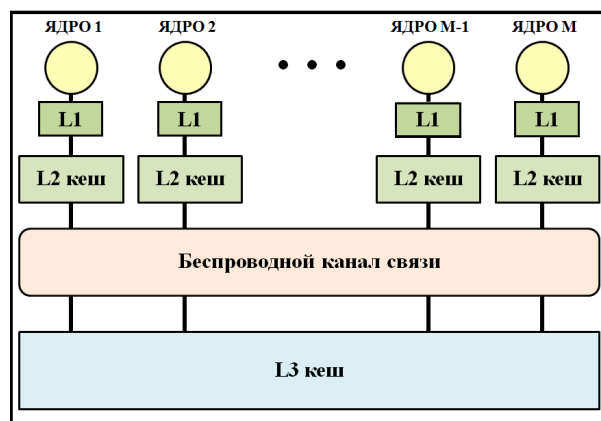 ЯДРО 1 ЯДРО 2 ЯДРО М-1 ЯДРО М
L1 L1 L1 L1
L2 кеш L2 кеш L2 кеш L2 кеш
Беспроводной канал связи
L3 кеш